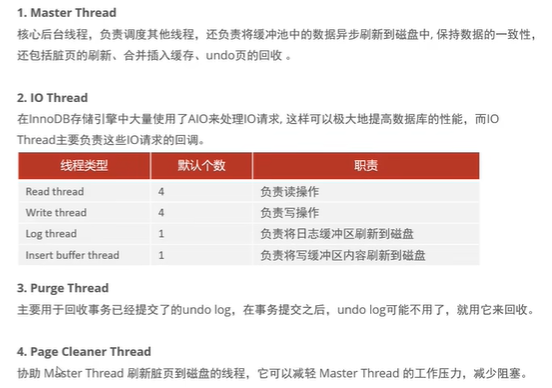 1. Master Thread
核心后台线程，负责调度其他线程，还负责将缓冲池中的数据异步刷新到磁盘中, 保持数据的一致性，
还包括脏页的刷新、合并插入缓存、undo页的回收 。
2. IO Thread
在InnoDB存储引擎中大量使用了AIO来处理IO请求, 这样可以极大地提高数据库的性能，而IO
Thread主要负责这些IO请求的回调。
线程类型 默认个数 职责
Read thread 4 负责读操作
Write thread 4 负责写操作
Log thread 1 负责将日志缓冲区刷新到磁盘
Insert buffer thread 1 负责将写缓冲区内容刷新到磁盘
3. Purge Thread
主要用于回收事务已经提交了的undo log，在事务提交之后，undo log可能不用了，就用它来回收。
4. Page Cleaner Thread
协助 Master Thread 刷新脏页到磁盘的线程，它可以减轻 Master Thread 的工作压力，减少阻塞。